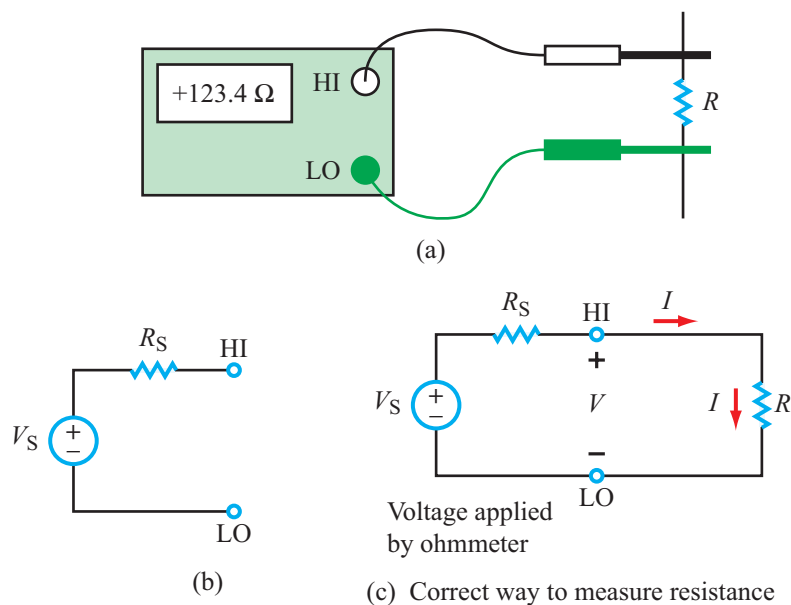 +123.4 Ω
HI
LO
R
(a)
R_S
HI
V_S
+
−
LO
(b)
R_S
HI
I
+
V_S
+
−
V
I
R
−
LO
Voltage applied
by ohmmeter
(c) Correct way to measure resistance